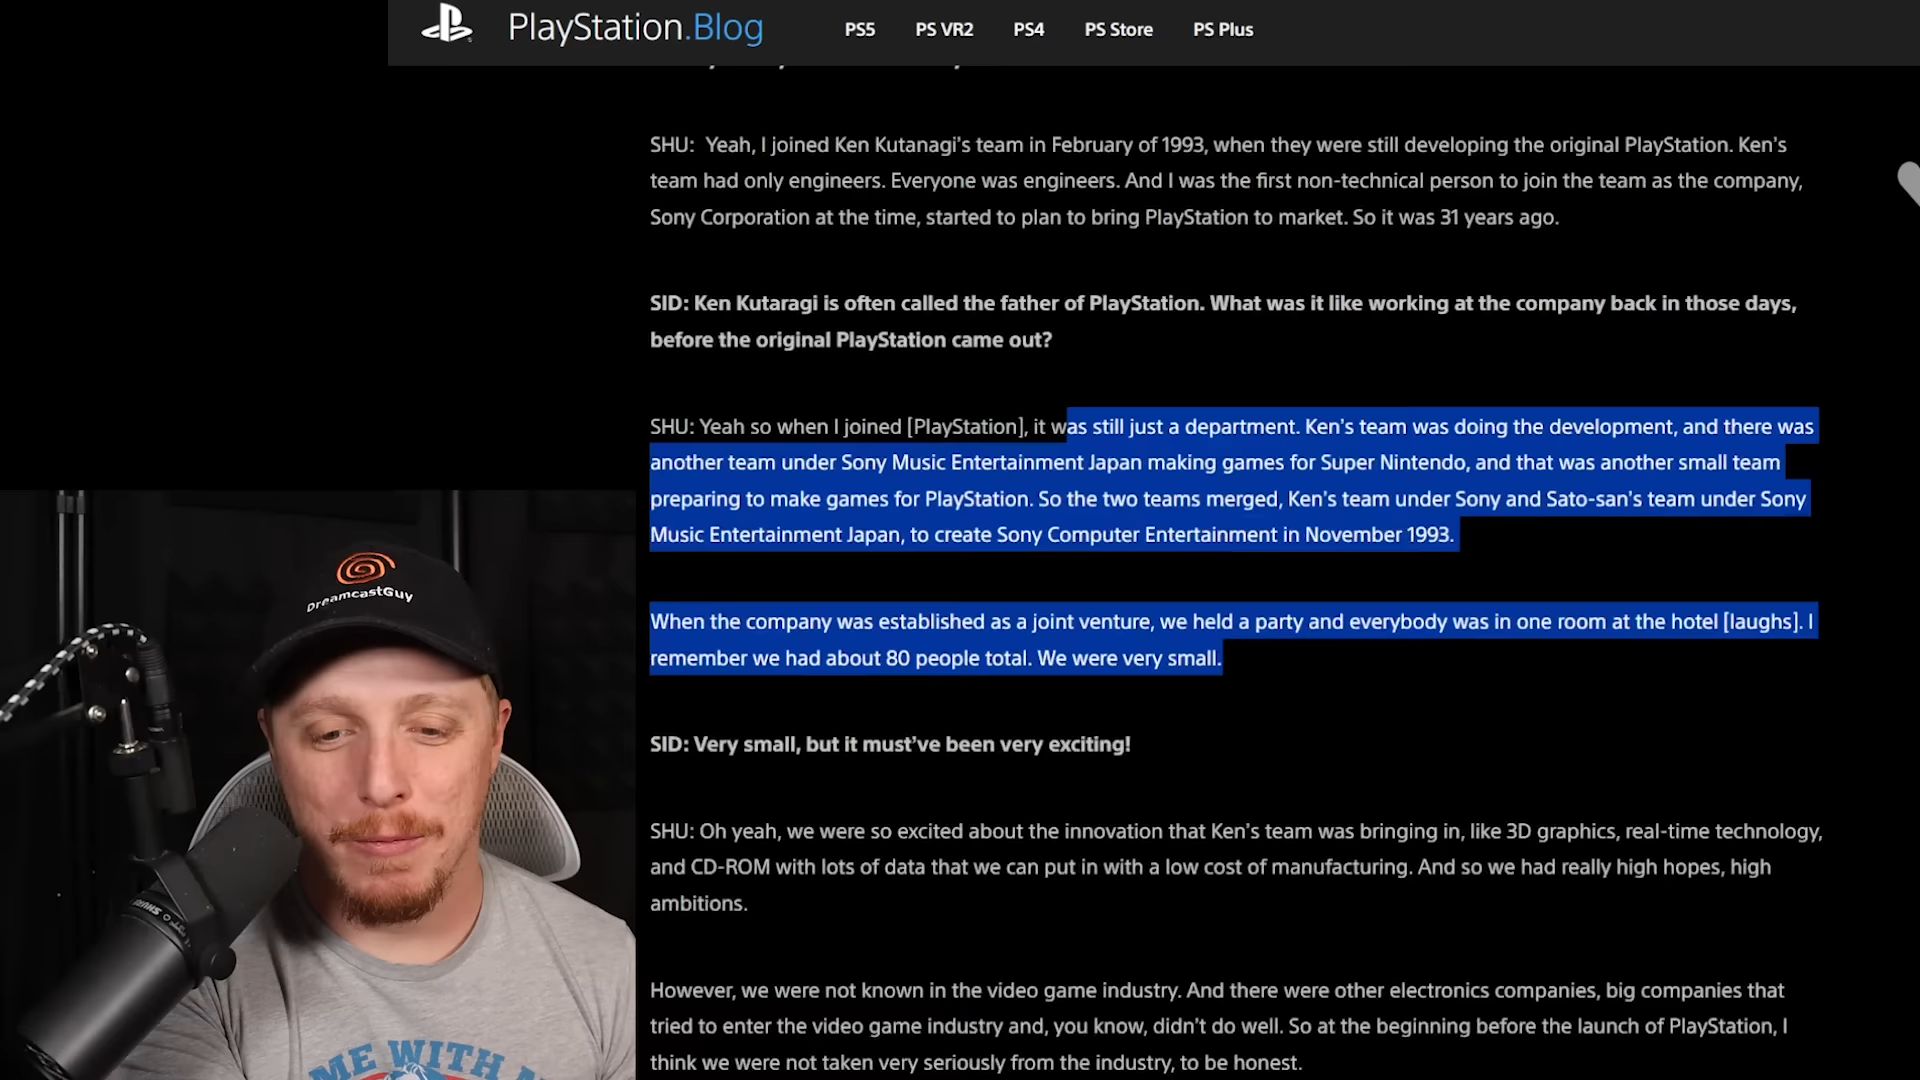 PlayStation.Blog
PS5
PS VR2
PS4
PS Store
PS Plus
SHU: Yeah, I joined Ken Kutanagi's team in February of 1993, when they were still developing the original PlayStation. Ken's
team had only engineers. Everyone was engineers. And I was the first non-technical person to join the team as the company,
Sony Corporation at the time, started to plan to bring PlayStation to market. So it was 31 years ago.
SID: Ken Kutaragi is often called the father of PlayStation. What was it like working at the company back in those days,
before the original PlayStation came out?
SHU: Yeah so when I joined [PlayStation], it was still just a department. Ken's team was doing the development, and there was
another team under Sony Music Entertainment Japan making games for Super Nintendo, and that was another small team
preparing to make games for PlayStation. So the two teams merged, Ken's team under Sony and Sato-san's team under Sony
Music Entertainment Japan, to create Sony Computer Entertainment in November 1993.
When the company was established as a joint venture, we held a party and everybody was in one room at the hotel [laughs]. I
remember we had about 80 people total. We were very small.
SID: Very small, but it must've been very exciting!
SHU: Oh yeah, we were so excited about the innovation that Ken's team was bringing in, like 3D graphics, real-time technology,
and CD-ROM with lots of data that we can put in with a low cost of manufacturing. And so we had really high hopes, high
ambitions.
However, we were not known in the video game industry. And there were other electronics companies, big companies that
tried to enter the video game industry and, you know, didn't do well. So at the beginning before the launch of PlayStation, I
think we were not taken very seriously from the industry, to be honest.
DreamcastGuy
SHURE
ME WITH